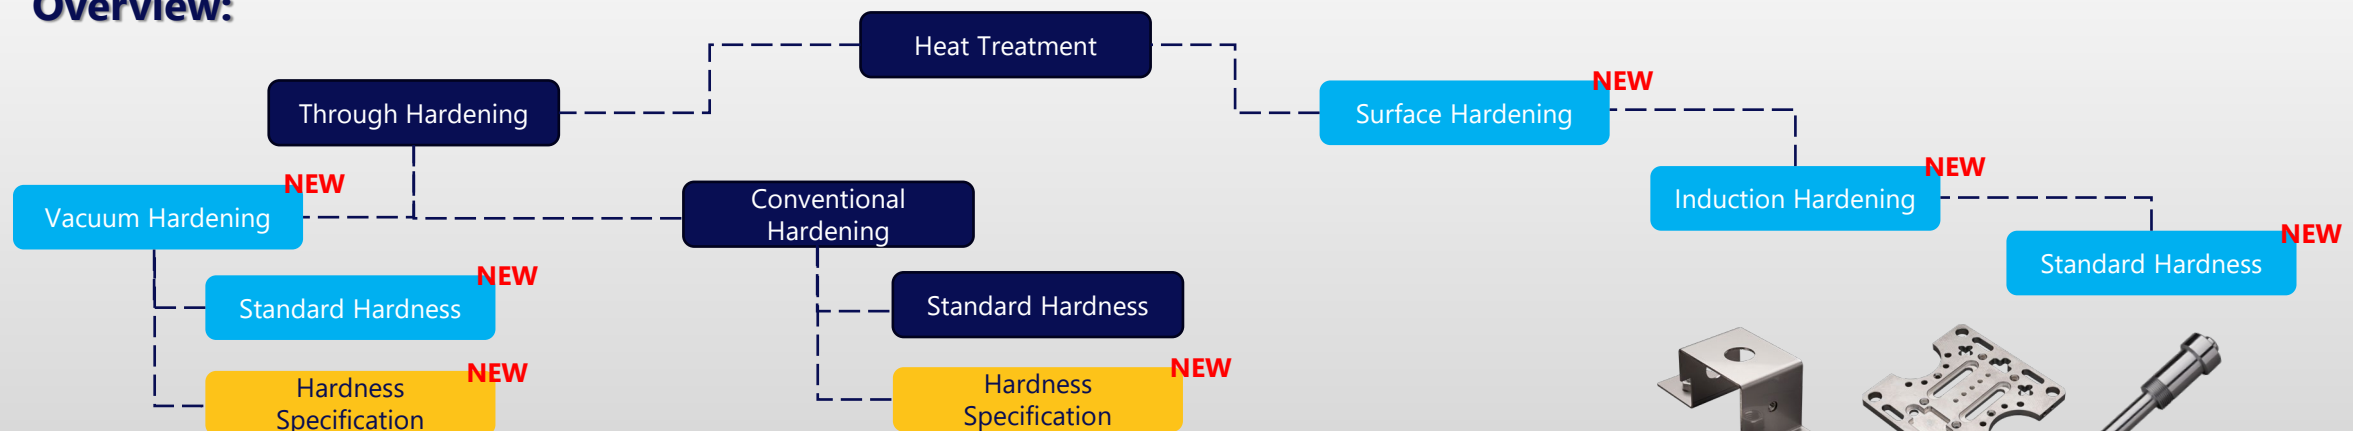 Overview:
Heat Treatment
Through Hardening
NEW
Surface Hardening
NEW
Vacuum Hardening
Conventional
Hardening
NEW
Induction Hardening
NEW
Standard Hardness
Standard Hardness
NEW
Standard Hardness
NEW
Hardness
Specification
NEW
Hardness
Specification